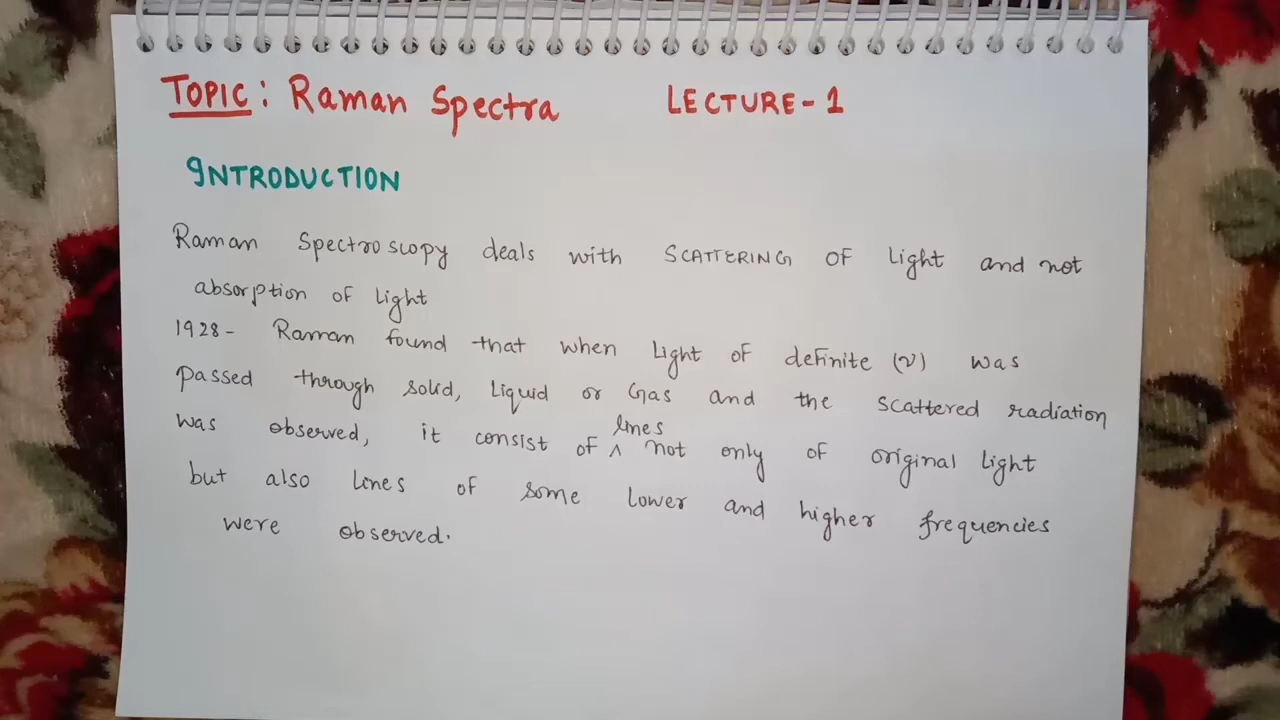 TOPIC: Raman Spectra LECTURE-1
INTRODUCTION
Raman Spectroscopy deals with SCATTERING OF Light and not
absorption of light
1928- Raman found that when light of definite (ν) was
passed through solid, liquid or Gas and the scattered radiation
was observed, it consist of ^ lines not only of original light
but also lines of some lower and higher frequencies
were observed.